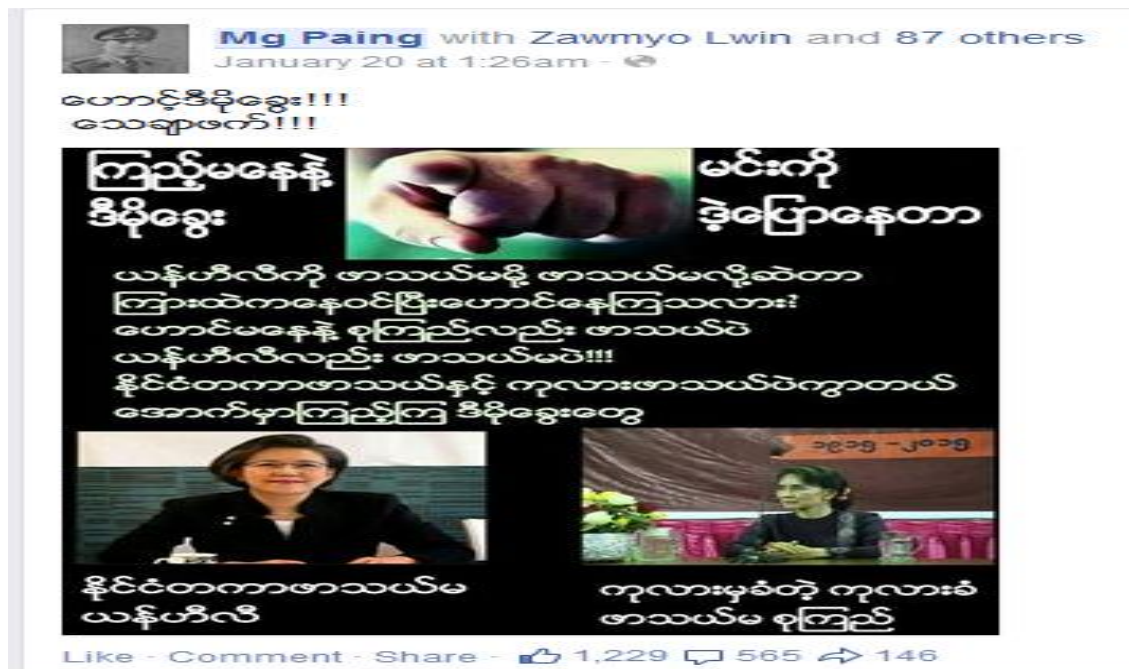 Mg Paing with Zawmyo Lwin and 87 others
January 20 at 1:26am
ဟောင့်ဒီမိုခွေး!!!
သေချာဖက်!!!
ကြည့်မနေနဲ့
ဒီမိုခွေး
မင်းကို
ဒဲ့ပြောနေတာ
ယန်ဟီလီကို ဖာသယ်မမို့ ဖာသယ်မလို့ဆဲတာ
ကြားထဲကနေဝင်ပြီးဟောင်နေကြသလား?
ဟောင်မနေနဲ့ စုကြည်လည်း ဖာသယ်ပဲ
ယန်ဟီလီလည်း ဖာသယ်မပဲ!!!
နိုင်ငံတကာဖာသယ်နှင့် ကုလားဖာသယ်ပဲကွာတယ်
အောက်မှာကြည့်ကြ ဒီမိုခွေးတွေ
၁၉၁၅ - ၂၀၁၅
နိုင်ငံတကာဖာသယ်မ
ယန်ဟီလီ
ကုလားမှခံတဲ့ ကုလားခံ
ဖာသယ်မ စုကြည်
Like · Comment · Share · 1,229 565 146